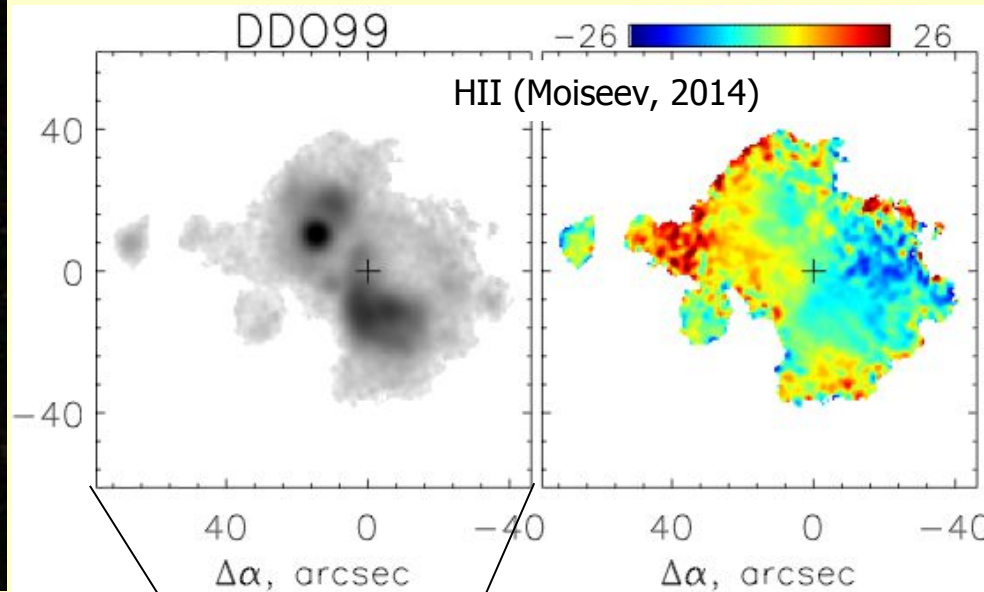 DDO99
-26 26
HII (Moiseev, 2014)
40
0
-40
40 0 -40
Δα, arcsec
40 0 -40
Δα, arcsec